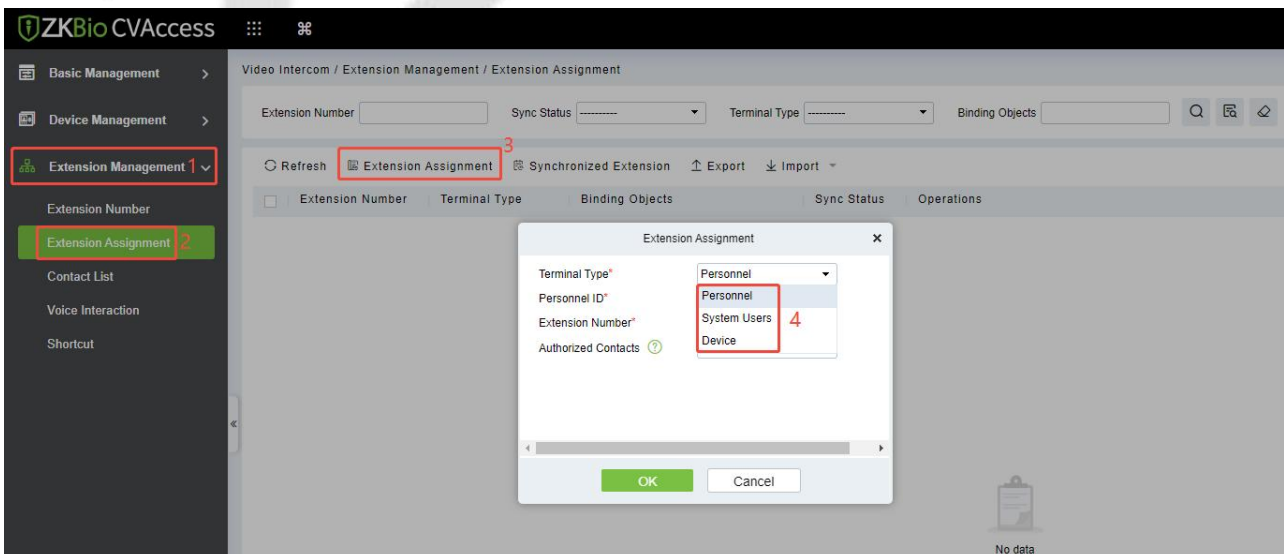 ZKBio CVAccess
Basic Management
Device Management
Extension Management 1
Extension Number
Extension Assignment 2
Contact List
Voice Interaction
Shortcut
Video Intercom / Extension Management / Extension Assignment
Extension Number Sync Status ---------- Terminal Type ---------- Binding Objects
3
Refresh Extension Assignment Synchronized Extension Export Import
Extension Number Terminal Type Binding Objects Sync Status Operations
Extension Assignment ×
Terminal Type* Personnel
Personnel ID* Personnel
Extension Number* System Users 4
Authorized Contacts ? Device
OK Cancel
No data